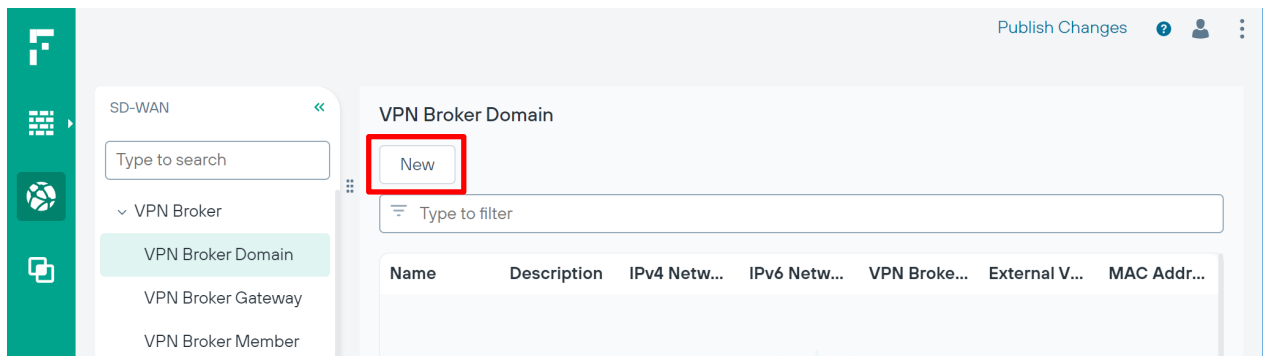 Publish Changes
?
SD-WAN
«
Type to search
VPN Broker
VPN Broker Domain
VPN Broker Gateway
VPN Broker Member
VPN Broker Domain
New
Type to filter
Name Description IPv4 Netw... IPv6 Netw... VPN Broke... External V... MAC Addr...